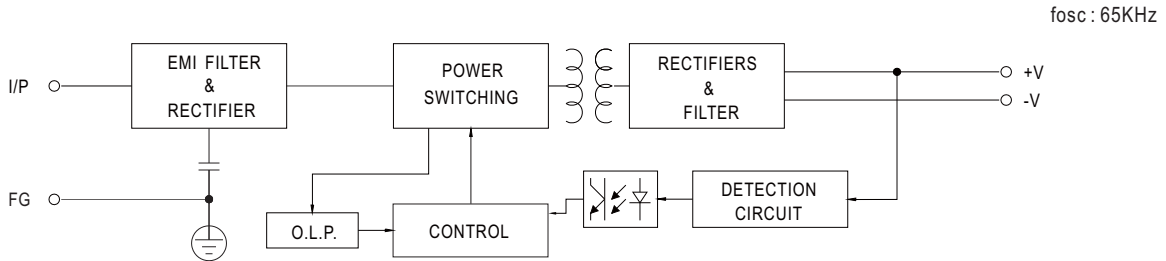 fosc : 65KHz
I/P
EMI FILTER
&
RECTIFIER
POWER
SWITCHING
RECTIFIERS
&
FILTER
+V
-V
FG
O.L.P.
CONTROL
DETECTION
CIRCUIT